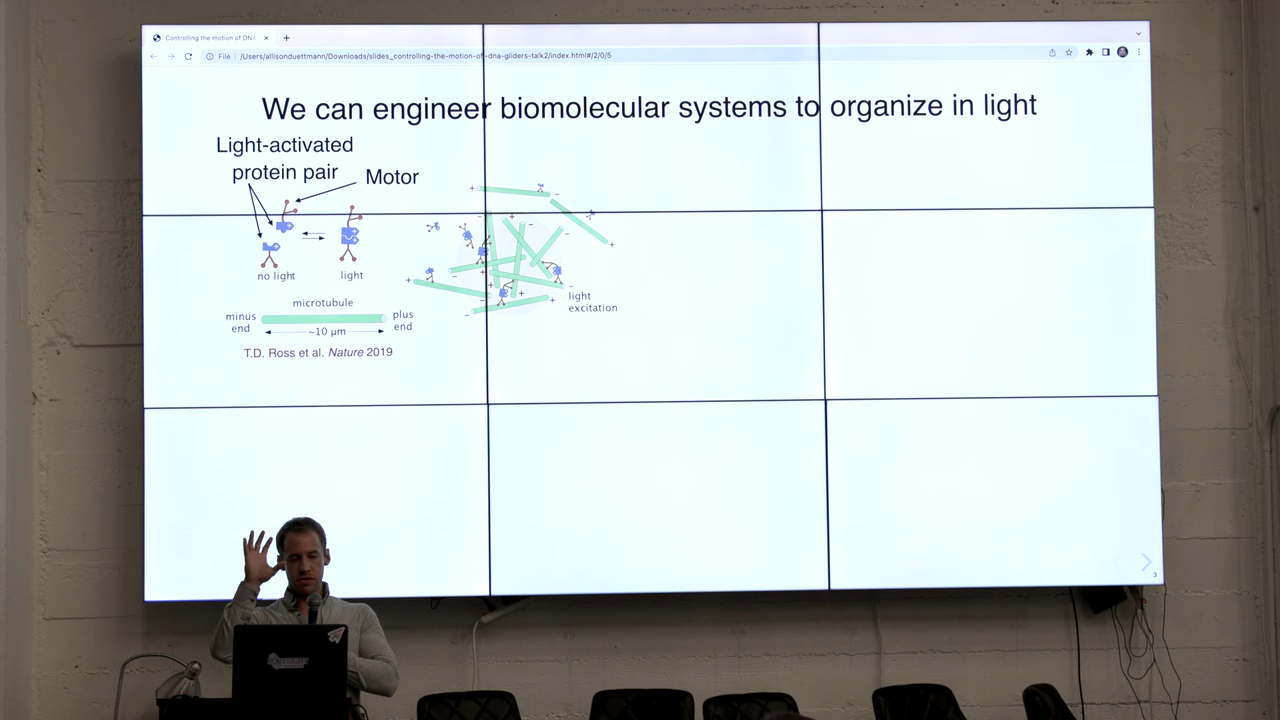 Controlling the motion of DNA
File
/Users/allisonduettmann/Downloads/slides_controlling-the-motion-of-dna-gliders-talk2/index.html#/2/0/5
We can engineer biomolecular systems to organize in light
Light-activated
protein pair
Motor
no light
light
microtubule
minus
end
plus
end
~10 µm
T.D. Ross et al. Nature 2019
light
excitation
3